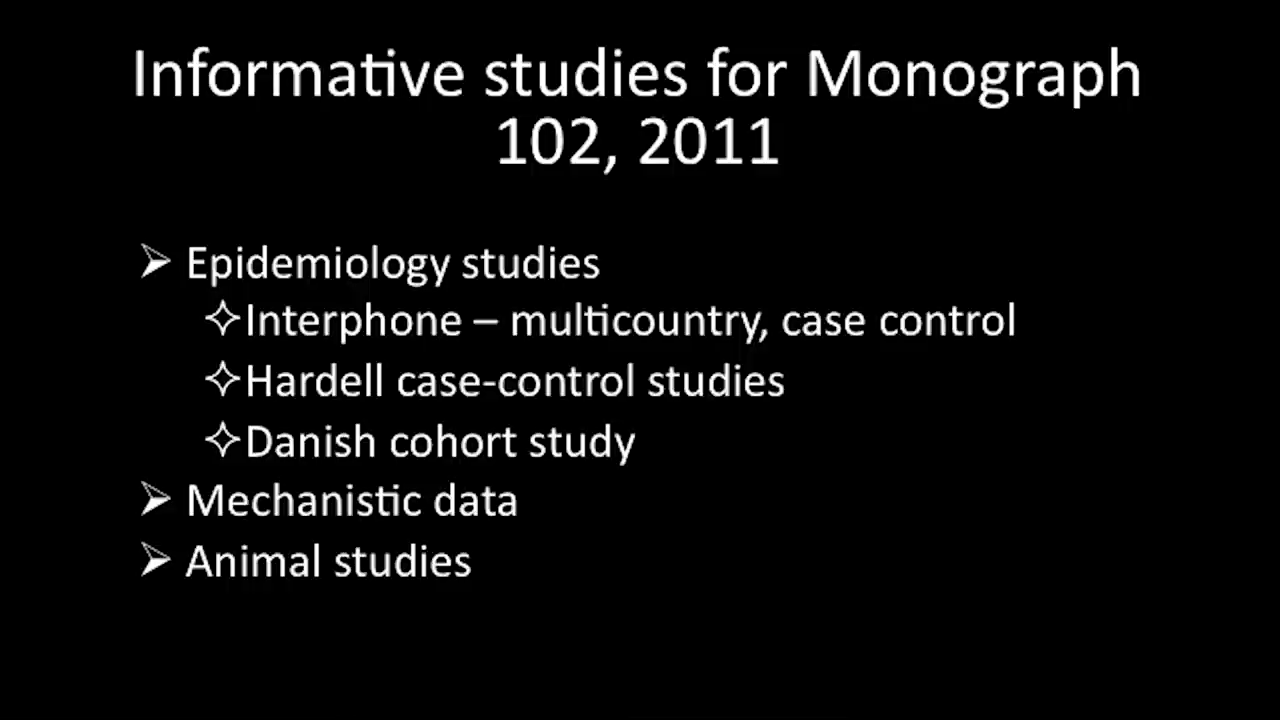 Informative studies for Monograph
102, 2011
➢ Epidemiology studies
✧Interphone – multicountry, case control
✧Hardell case-control studies
✧Danish cohort study
➢ Mechanistic data
➢ Animal studies